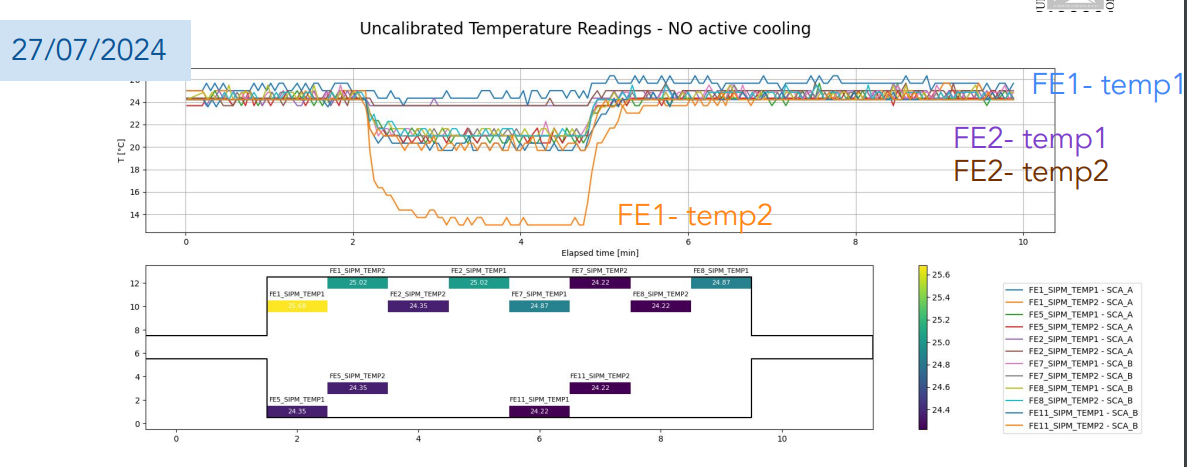 Uncalibrated Temperature Readings - NO active cooling
27/07/2024
24
22
20
18
16
14
T [°C]
0 2 4 6 8 10
Elapsed time [min]
FE1- temp1
FE2- temp1
FE2- temp2
FE1- temp2
12
10
8
6
4
2
0
FE1_SIPM_TEMP2
25.02
FE2_SIPM_TEMP1
25.02
FE7_SIPM_TEMP2
24.22
FE8_SIPM_TEMP1
24.87
FE1_SIPM_TEMP1
FE2_SIPM_TEMP2
24.35
FE7_SIPM_TEMP1
24.87
FE8_SIPM_TEMP2
24.22
FE5_SIPM_TEMP2
24.35
FE11_SIPM_TEMP2
24.22
FE5_SIPM_TEMP1
24.35
FE11_SIPM_TEMP1
24.22
0 2 4 6 8 10
25.6
25.4
25.2
25.0
24.8
24.6
24.4
FE1_SIPM_TEMP1 - SCA_A
FE1_SIPM_TEMP2 - SCA_A
FE5_SIPM_TEMP1 - SCA_A
FE5_SIPM_TEMP2 - SCA_A
FE2_SIPM_TEMP1 - SCA_A
FE2_SIPM_TEMP2 - SCA_A
FE7_SIPM_TEMP1 - SCA_B
FE7_SIPM_TEMP2 - SCA_B
FE8_SIPM_TEMP1 - SCA_B
FE8_SIPM_TEMP2 - SCA_B
FE11_SIPM_TEMP1 - SCA_B
FE11_SIPM_TEMP2 - SCA_B